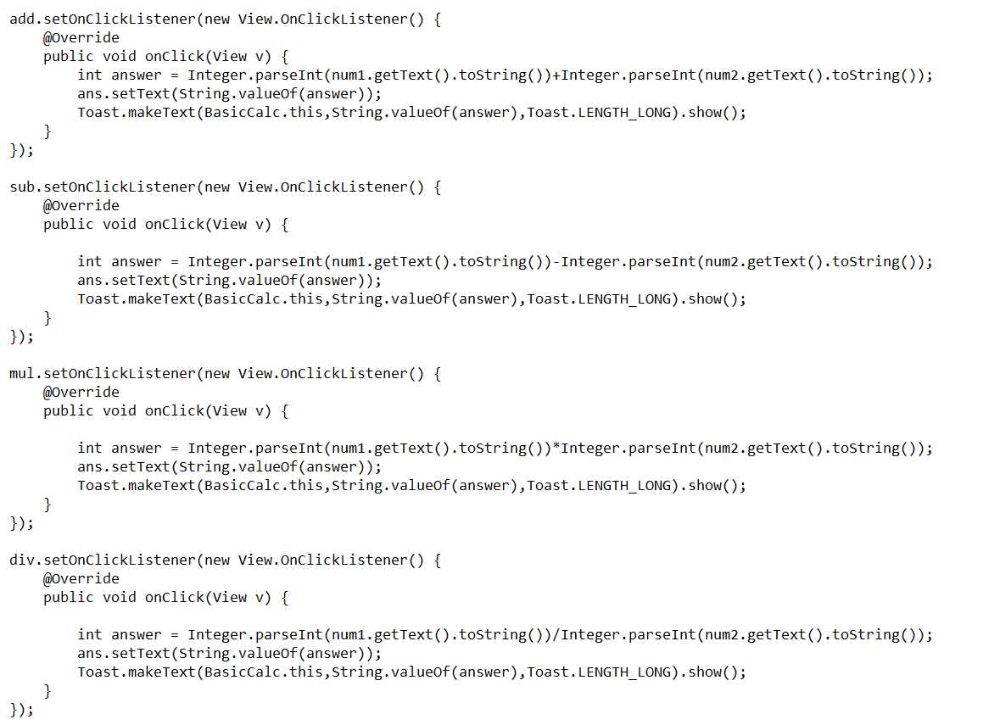 add.setOnClickListener(new View.OnClickListener() {
    @Override
    public void onClick(View v) {
        int answer = Integer.parseInt(num1.getText().toString())+Integer.parseInt(num2.getText().toString());
        ans.setText(String.valueOf(answer));
        Toast.makeText(BasicCalc.this,String.valueOf(answer),Toast.LENGTH_LONG).show();
    }
});

sub.setOnClickListener(new View.OnClickListener() {
    @Override
    public void onClick(View v) {

        int answer = Integer.parseInt(num1.getText().toString())-Integer.parseInt(num2.getText().toString());
        ans.setText(String.valueOf(answer));
        Toast.makeText(BasicCalc.this,String.valueOf(answer),Toast.LENGTH_LONG).show();
    }
});

mul.setOnClickListener(new View.OnClickListener() {
    @Override
    public void onClick(View v) {

        int answer = Integer.parseInt(num1.getText().toString())*Integer.parseInt(num2.getText().toString());
        ans.setText(String.valueOf(answer));
        Toast.makeText(BasicCalc.this,String.valueOf(answer),Toast.LENGTH_LONG).show();
    }
});

div.setOnClickListener(new View.OnClickListener() {
    @Override
    public void onClick(View v) {

        int answer = Integer.parseInt(num1.getText().toString())/Integer.parseInt(num2.getText().toString());
        ans.setText(String.valueOf(answer));
        Toast.makeText(BasicCalc.this,String.valueOf(answer),Toast.LENGTH_LONG).show();
    }
});